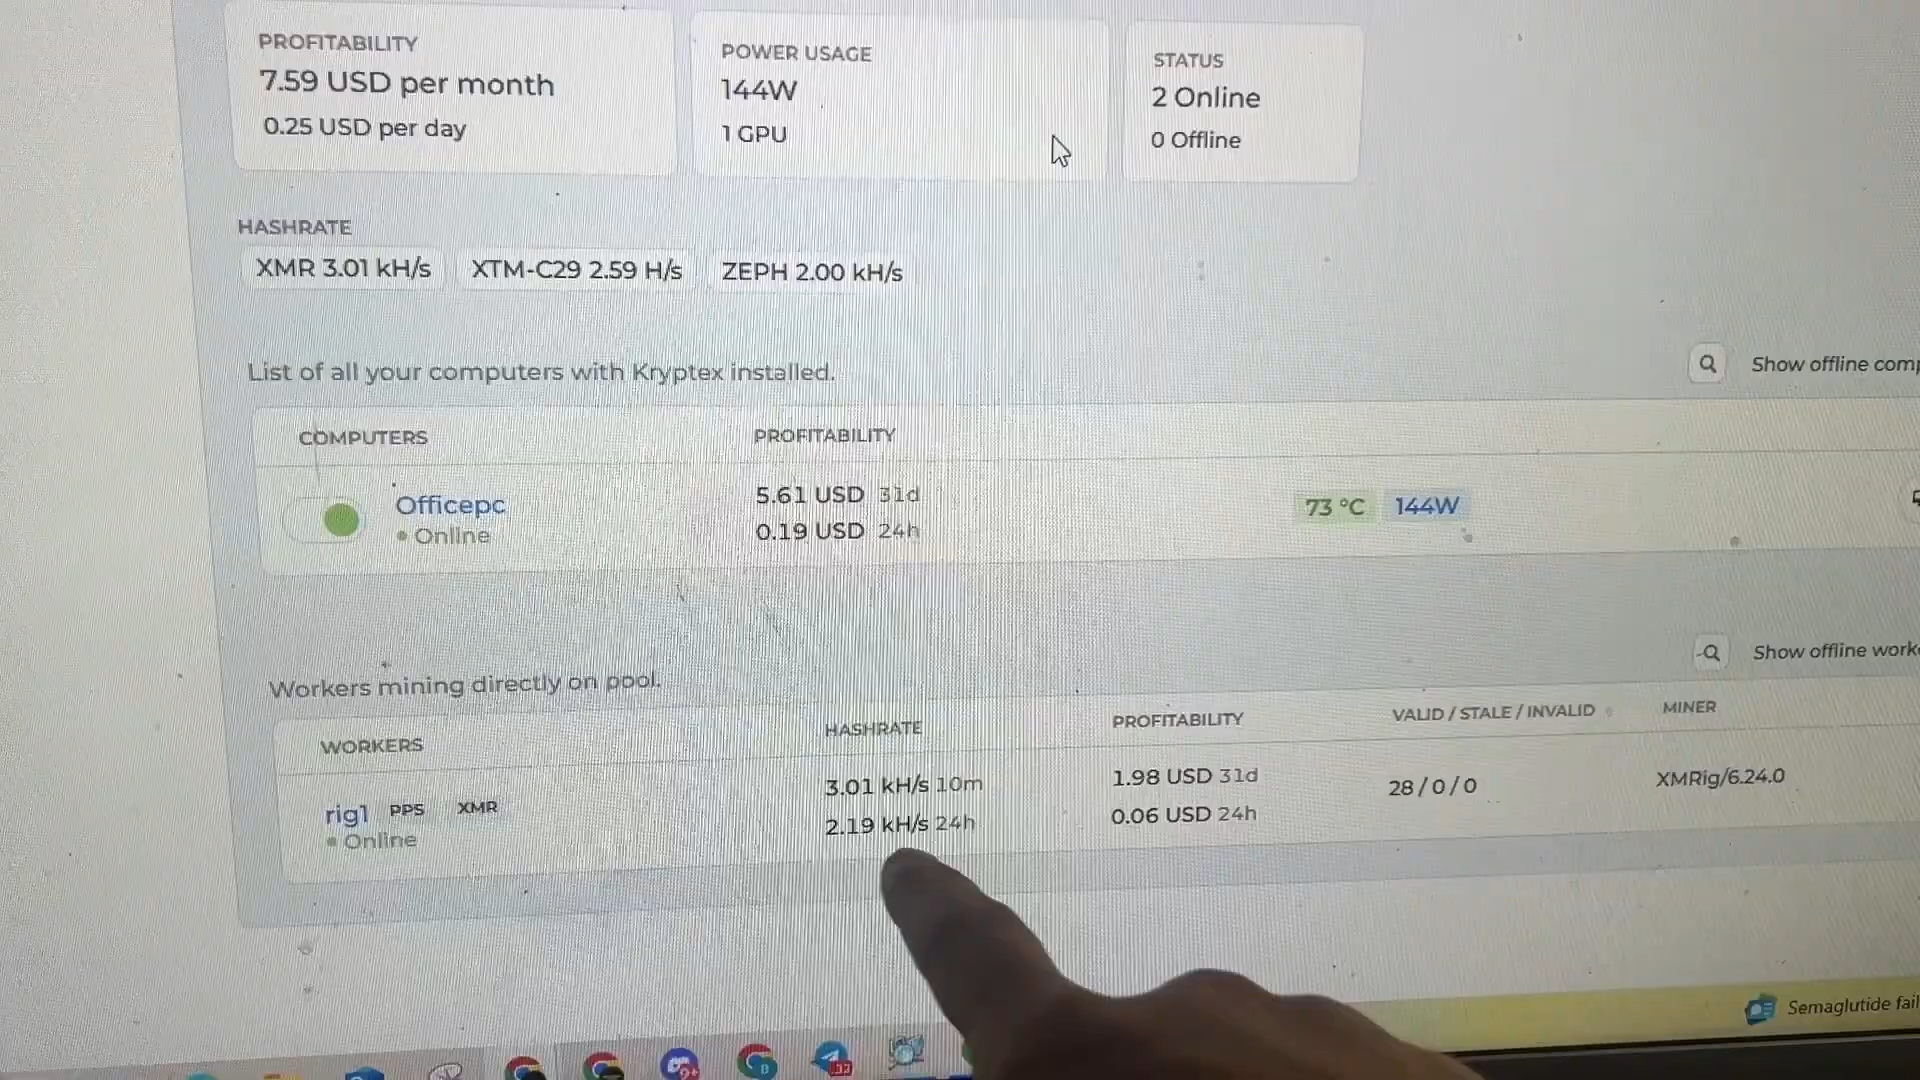 PROFITABILITY
7.59 USD per month
0.25 USD per day
POWER USAGE
144W
1 GPU
STATUS
2 Online
0 Offline
HASHRATE
XMR 3.01 kH/s
XTM-C29 2.59 H/s
ZEPH 2.00 kH/s
List of all your computers with Kryptex installed.
Show offline comp
COMPUTERS
PROFITABILITY
Officepc
Online
5.61 USD 31d
0.19 USD 24h
73 °C
144W
Workers mining directly on pool.
Show offline work
WORKERS
HASHRATE
PROFITABILITY
VALID / STALE / INVALID
MINER
rig1 PPS XMR
Online
3.01 kH/s 10m
2.19 kH/s 24h
1.98 USD 31d
0.06 USD 24h
28 / 0 / 0
XMRig/6.24.0
Semaglutide fail
9+
33